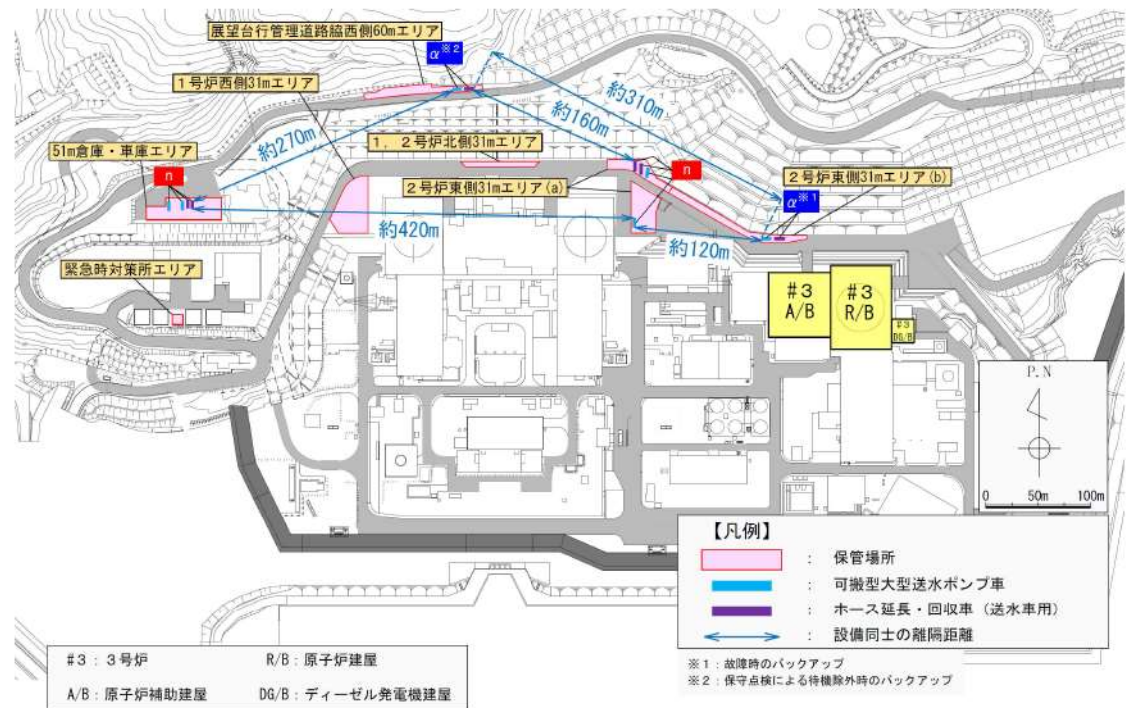 展望台行管理道路脇西側60mエリア
α※2
1号炉西側31mエリア
約310m
約160m
約270m
51m倉庫・車庫エリア
n
1,2号炉北側31mエリア
n
2号炉東側31mエリア(a)
2号炉東側31mエリア(b)
α※1
約420m
約120m
緊急時対策所エリア
#3
A/B
#3
R/B
#3
DG/B
P.N
0 50m 100m
【凡例】
: 保管場所
: 可搬型大型送水ポンプ車
: ホース延長・回収車(送水車用)
: 設備同士の離隔距離
#3:3号炉 R/B:原子炉建屋
A/B:原子炉補助建屋 DG/B:ディーゼル発電機建屋
※1:故障時のバックアップ
※2:保守点検による待機除外時のバックアップ